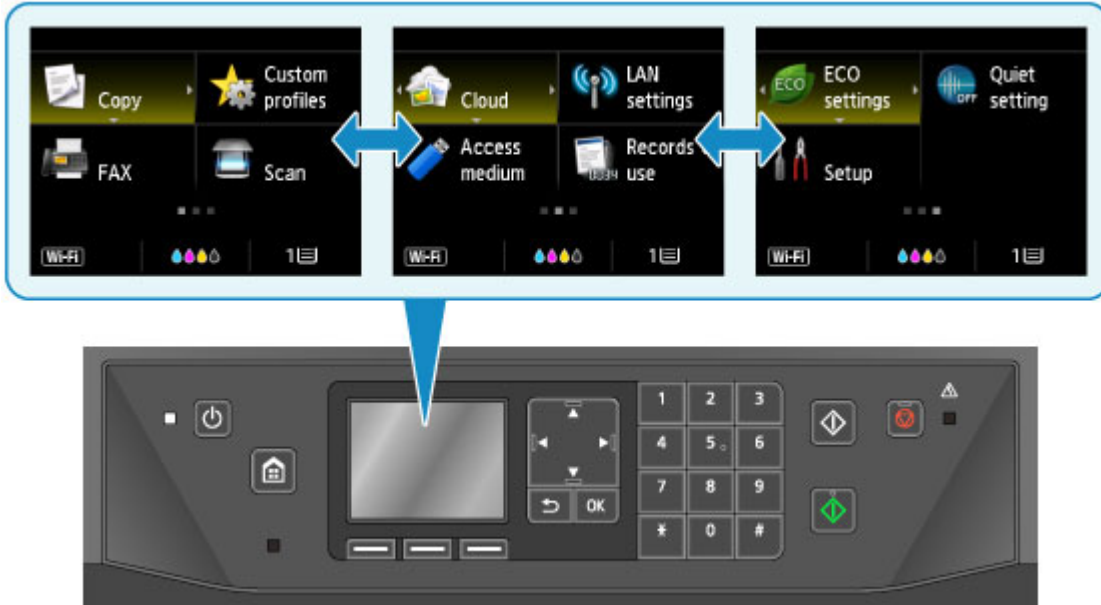 Copy
Custom
profiles
FAX
Scan
Wi-Fi
1
Cloud
LAN
settings
Access
medium
Records
use
Wi-Fi
1
ECO
ECO
settings
OFF
Quiet
setting
Setup
Wi-Fi
1
1 2 3
4 5 6
7 8 9
* 0 #
OK